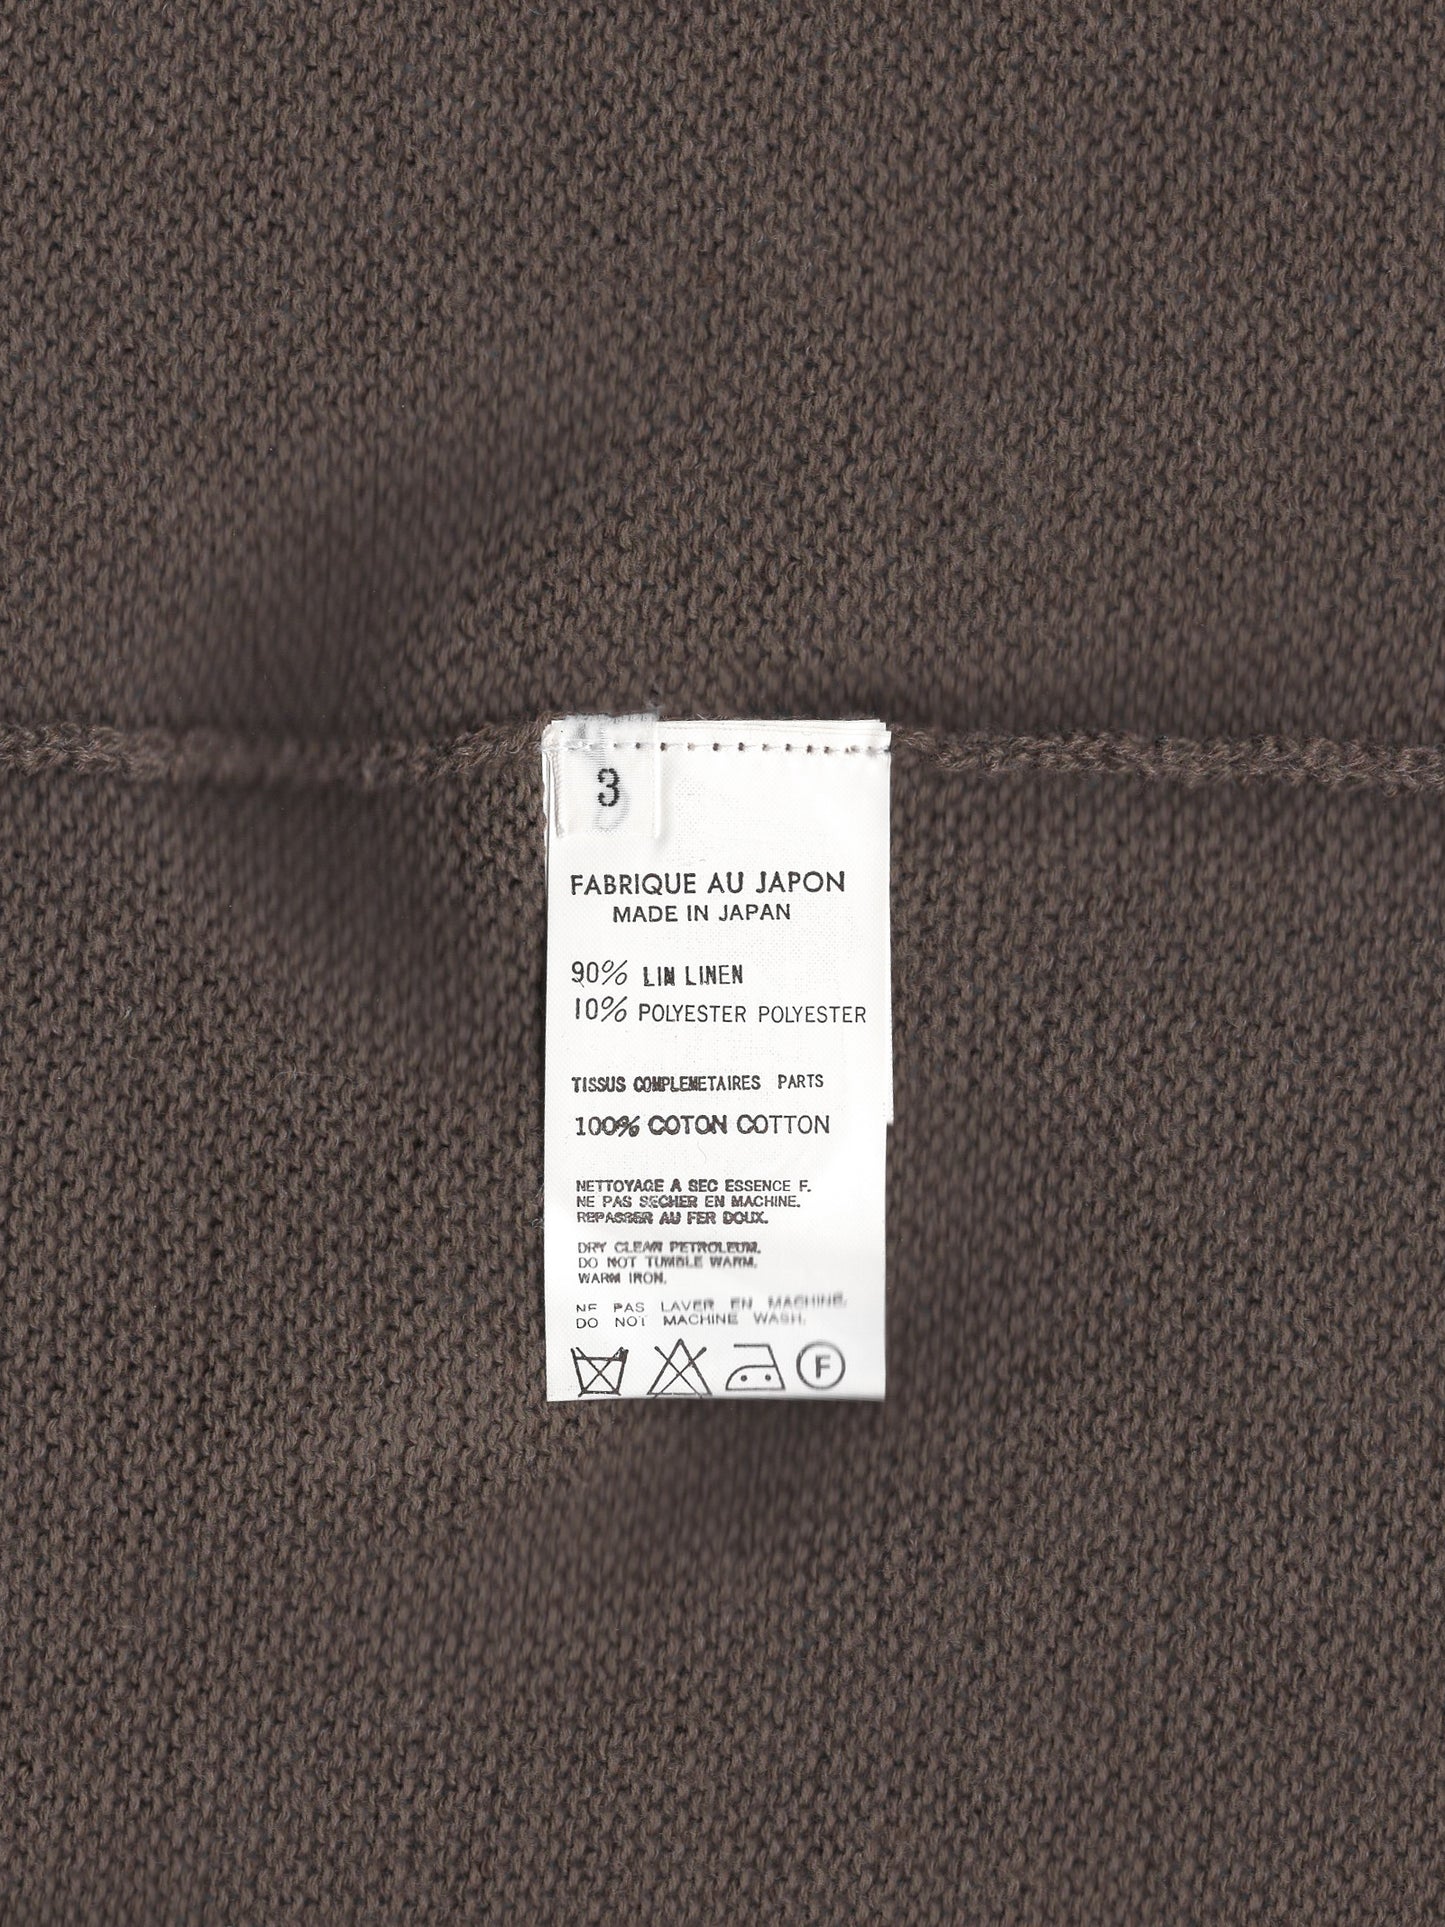 3
FABRIQUE AU JAPON
MADE IN JAPAN
90% LIN LINEN
10% POLYESTER POLYESTER
TISSUS COMPLEMETAIRES PARTS
100% COTON COTTON
NETTOYAGE A SEC ESSENCE F.
NE PAS SECHER EN MACHINE.
REPASSER AU FER DOUX.
DRY CLEAN PETROLEUM.
DO NOT TUMBLE WARM.
WARM IRON.
NE PAS LAVER EN MACHINE.
DO NOT MACHINE WASH.
F